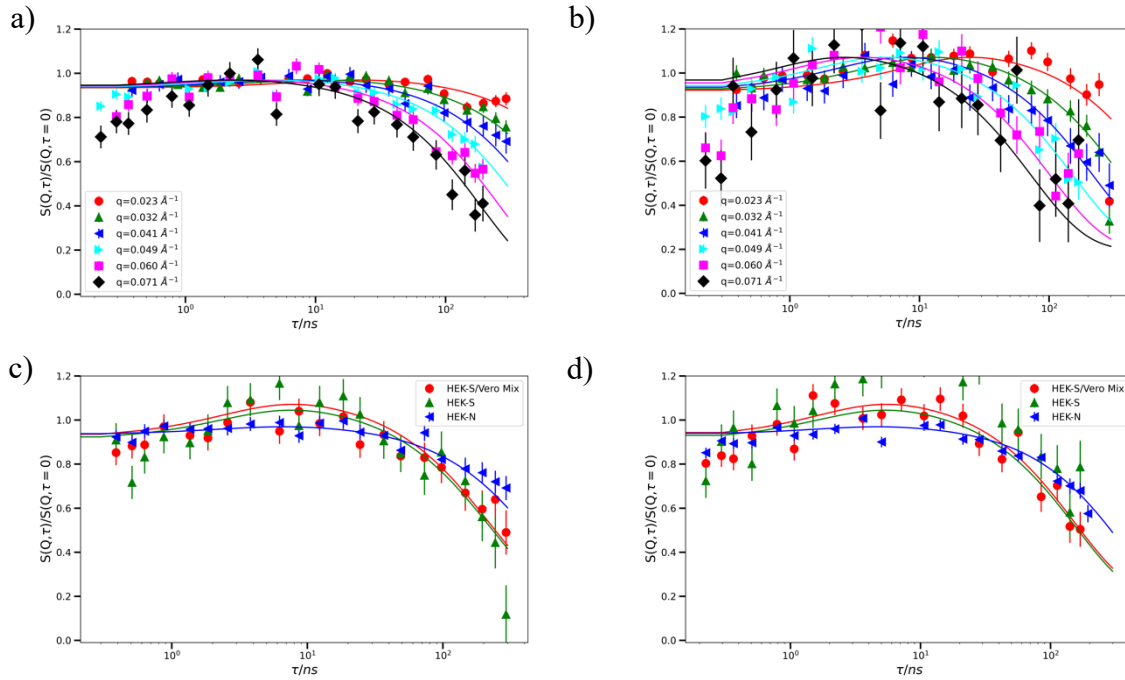 a)
S(Q, τ)/S(Q, τ = 0)
1.2
1.0
0.8
0.6
0.4
0.2
0.0
q=0.023 Å⁻¹
q=0.032 Å⁻¹
q=0.041 Å⁻¹
q=0.049 Å⁻¹
q=0.060 Å⁻¹
q=0.071 Å⁻¹
10⁰ 10¹ 10²
τ/ns
b)
S(Q, τ)/S(Q, τ = 0)
1.2
1.0
0.8
0.6
0.4
0.2
0.0
q=0.023 Å⁻¹
q=0.032 Å⁻¹
q=0.041 Å⁻¹
q=0.049 Å⁻¹
q=0.060 Å⁻¹
q=0.071 Å⁻¹
10⁰ 10¹ 10²
τ/ns
c)
S(Q, τ)/S(Q, τ = 0)
1.2
1.0
0.8
0.6
0.4
0.2
0.0
HEK-S/Vero Mix
HEK-S
HEK-N
10⁰ 10¹ 10²
τ/ns
d)
S(Q, τ)/S(Q, τ = 0)
1.2
1.0
0.8
0.6
0.4
0.2
0.0
HEK-S/Vero Mix
HEK-S
HEK-N
10⁰ 10¹ 10²
τ/ns